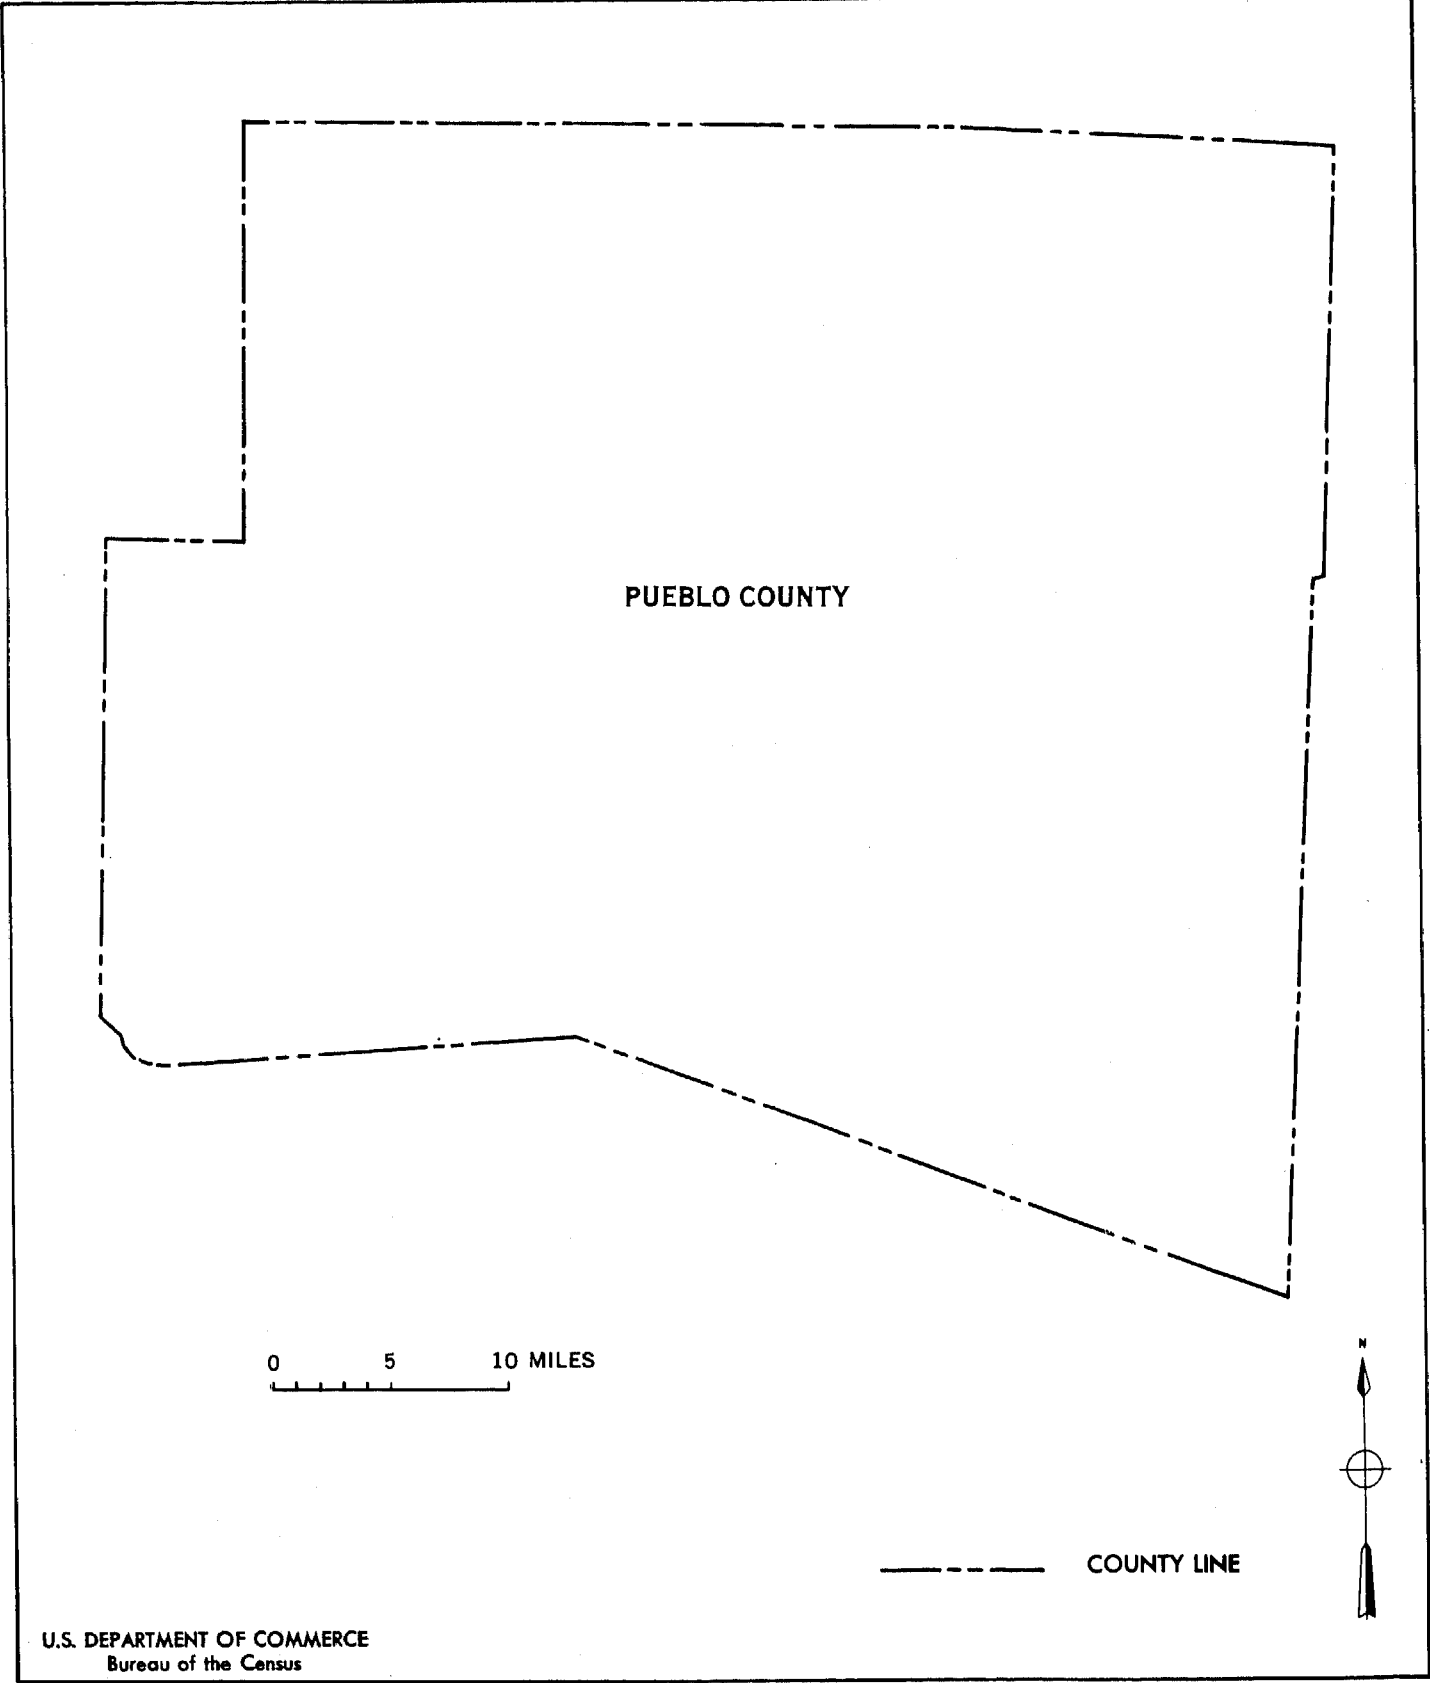 PUEBLO COUNTY
0 5 10 MILES
N
COUNTY LINE
U.S. DEPARTMENT OF COMMERCE
Bureau of the Census